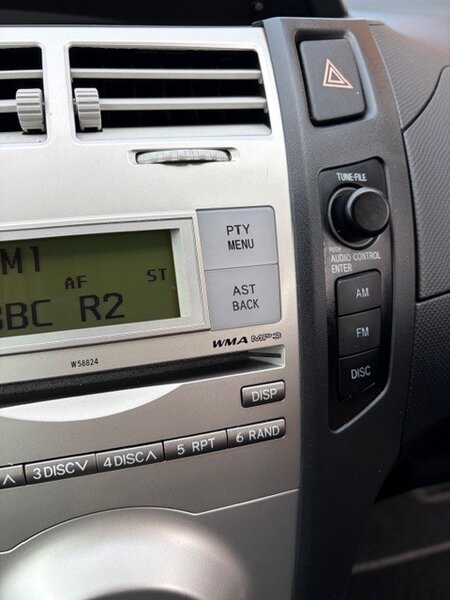 PTY
MENU
M1
AF
ST
BBC R2
AST
BACK
WMA MP3
W58824
DISP
3 DISC∨
4 DISC∧
5 RPT
6 RAND
TUNE•FILE
PUSH
AUDIO CONTROL
ENTER
AM
FM
DISC